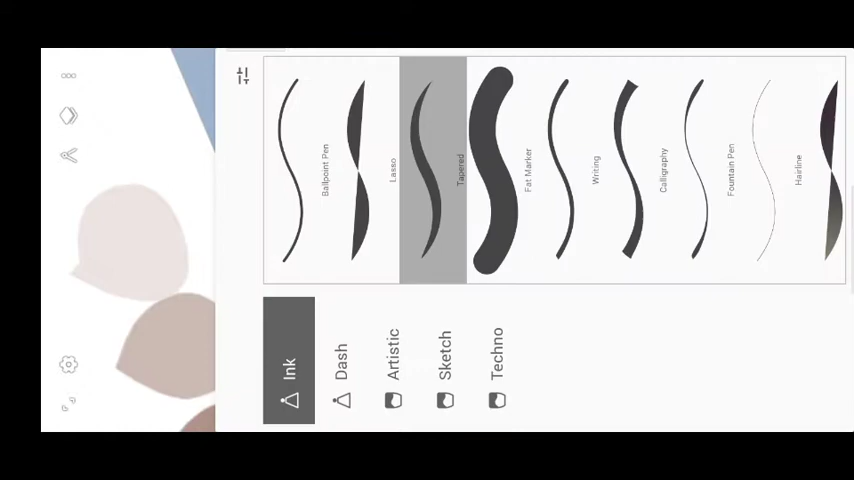 Ballpoint Pen
Lasso
Tapered
Fat Marker
Writing
Calligraphy
Fountain Pen
Hairline
Ink
Dash
Artistic
Sketch
Techno